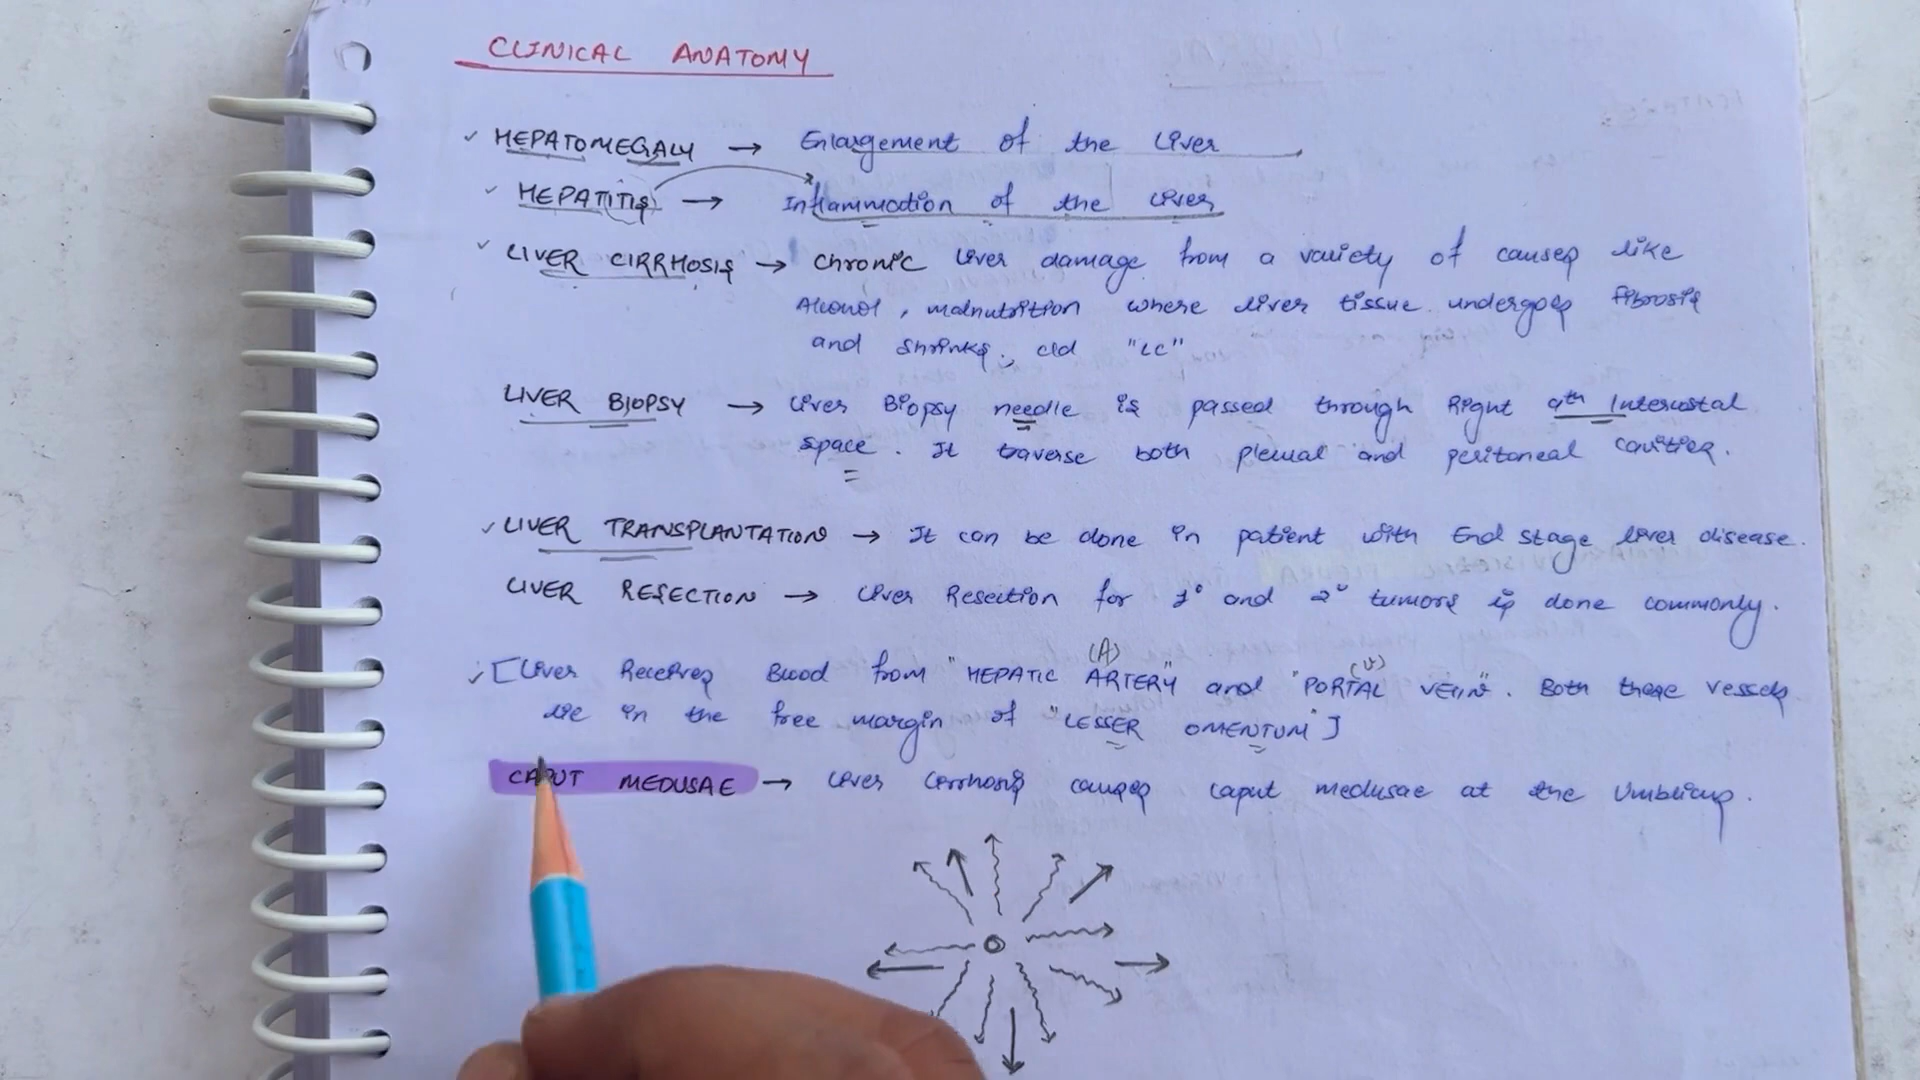 CLINICAL ANATOMY
HEPATOMEGALY → Enlargement of the Liver
HEPATITIS → Inflammation of the Liver
LIVER CIRRHOSIS → Chronic Liver damage from a variety of causes like
Alcohol, malnutrition where liver tissue undergoes fibrosis
and shrinks, cld "LC"
LIVER BIOPSY → Liver Biopsy needle is passed through Right 9th Intercostal
space. It traverse both pleural and peritoneal cavities.
LIVER TRANSPLANTATION → It can be done in patient with End stage liver disease.
LIVER RESECTION → Liver Resection for 1° and 2° tumors is done commonly.
(A) (V)
[Liver Receives Blood from "HEPATIC ARTERY" and "PORTAL VEIN". Both these vessels
lie in the free margin of "LESSER OMENTUM"]
CAPUT MEDUSAE → Liver Cirrhosis causes caput medusae at the Umbilicus.